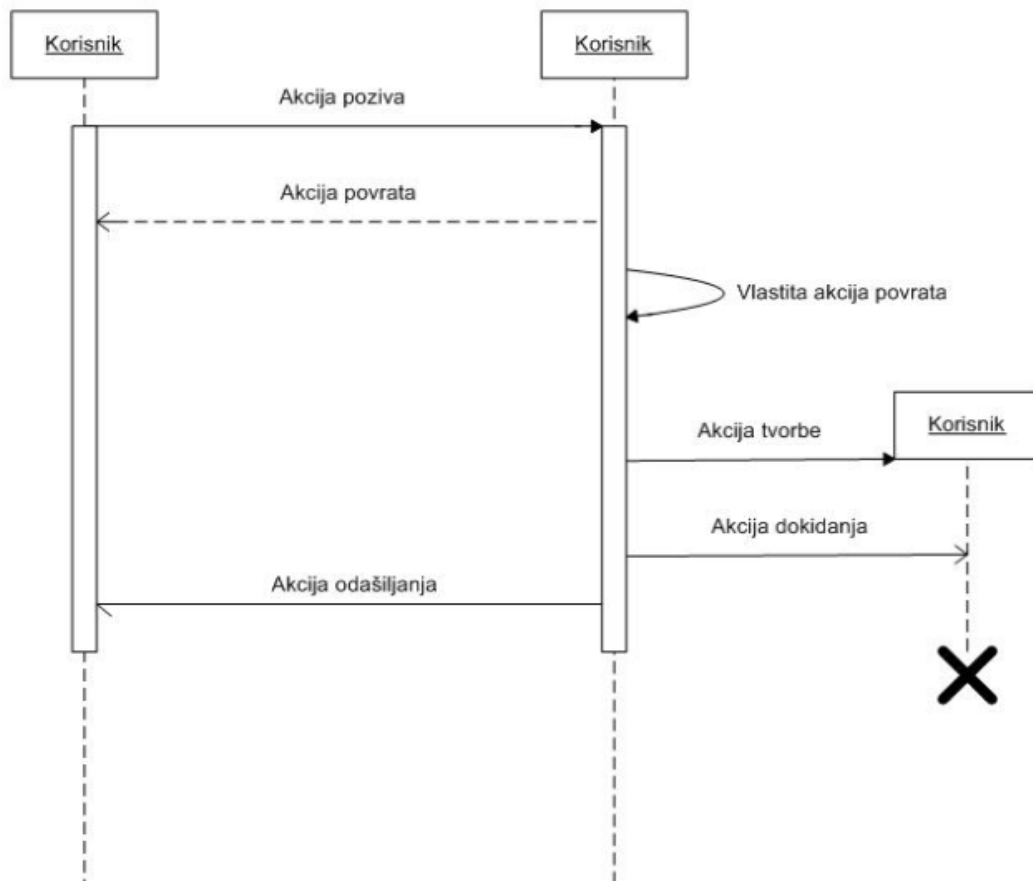 Korisnik
Korisnik
Akcija poziva
Akcija povrata
Vlastita akcija povrata
Korisnik
Akcija tvorbe
Akcija dokidanja
Akcija odašiljanja